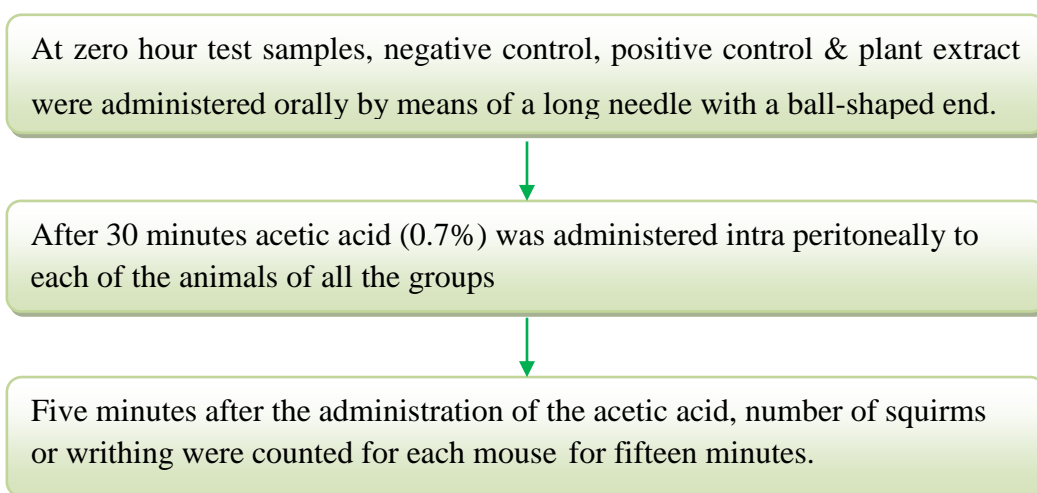 At zero hour test samples, negative control, positive control & plant extract
were administered orally by means of a long needle with a ball-shaped end.
After 30 minutes acetic acid (0.7%) was administered intra peritoneally to
each of the animals of all the groups
Five minutes after the administration of the acetic acid, number of squirms
or writhing were counted for each mouse for fifteen minutes.